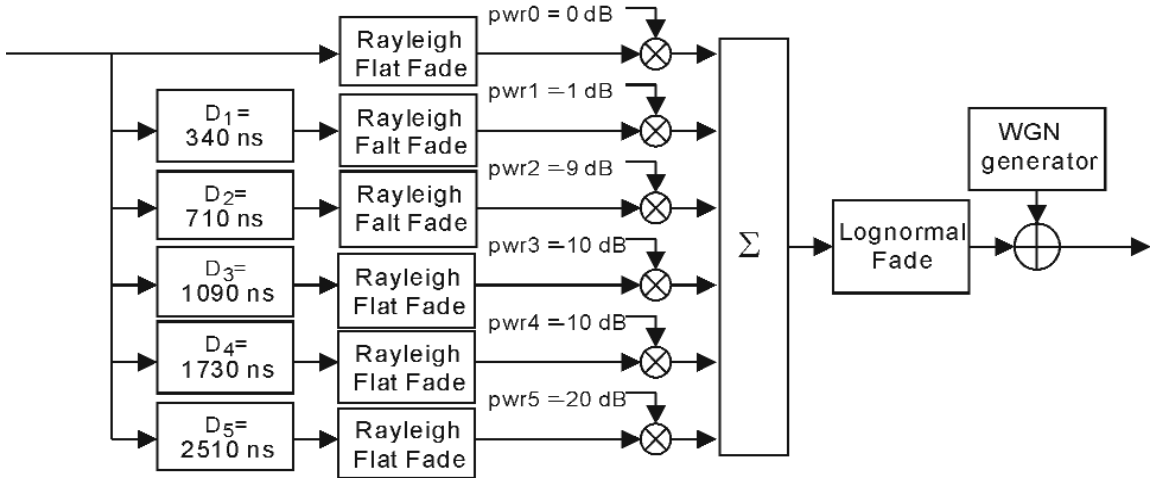 pwr0 = 0 dB
Rayleigh
Flat Fade
pwr1 =-1 dB
D1=
340 ns
Rayleigh
Falt Fade
pwr2 =-9 dB
D2=
710 ns
Rayleigh
Falt Fade
pwr3 =-10 dB
D3=
1090 ns
Rayleigh
Flat Fade
pwr4 =-10 dB
D4=
1730 ns
Rayleigh
Flat Fade
pwr5 =-20 dB
D5=
2510 ns
Rayleigh
Flat Fade
Σ
Lognormal
Fade
WGN
generator